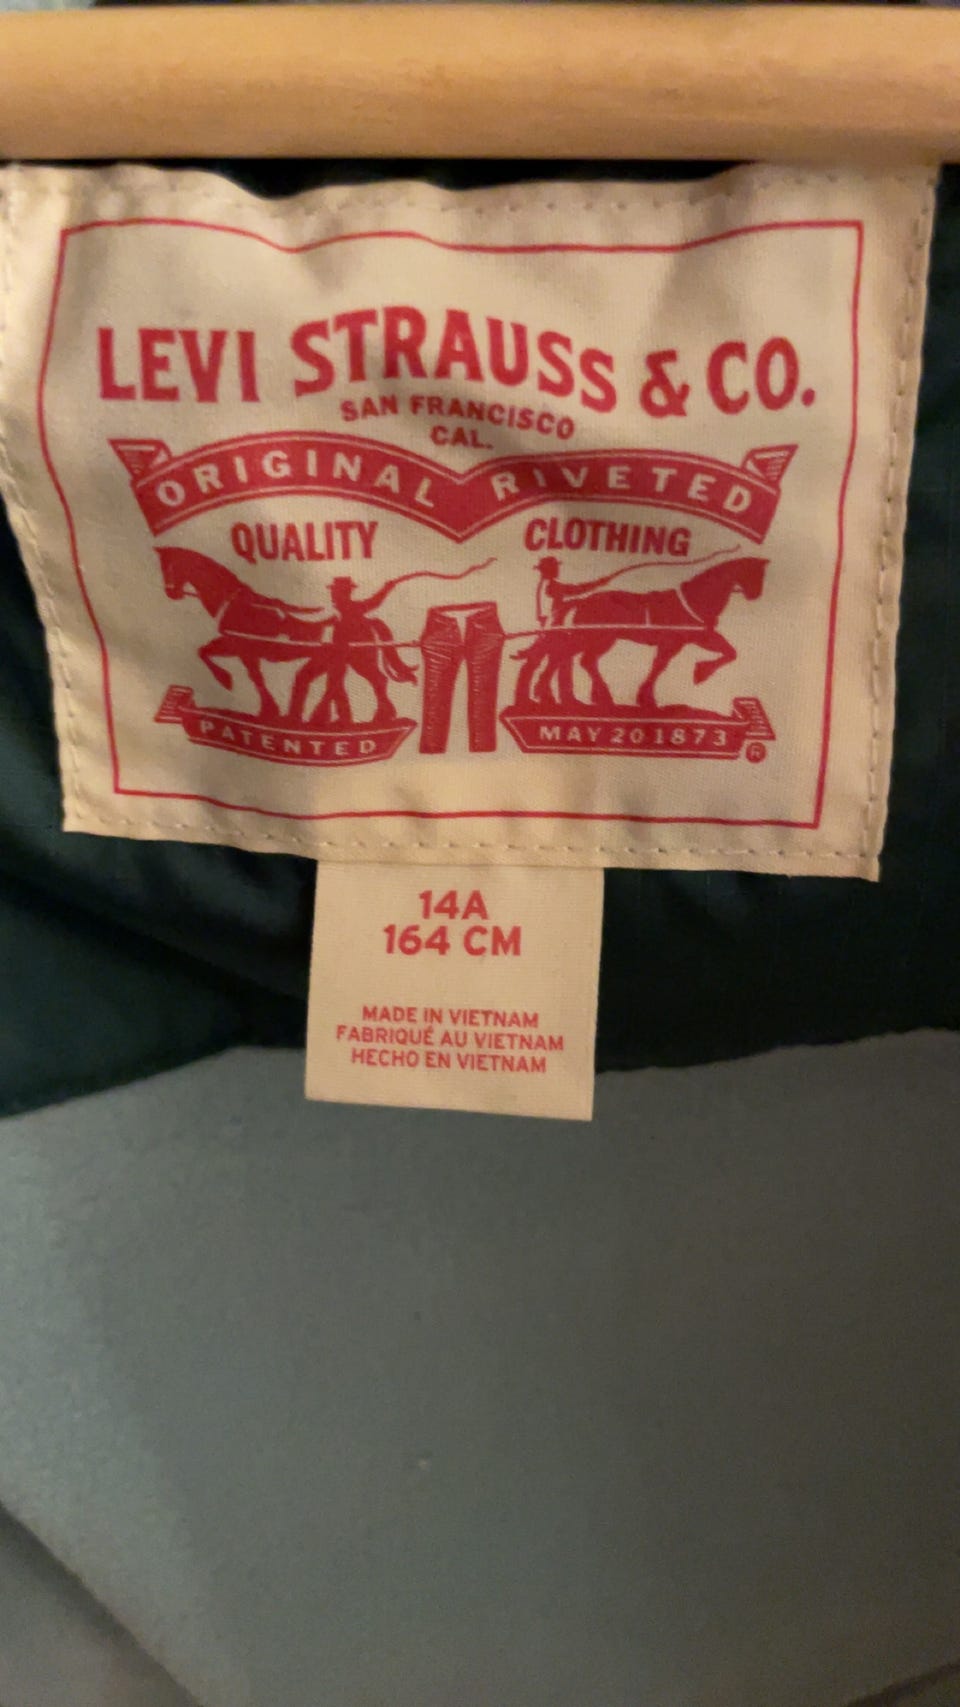 LEVI STRAUSS & CO.
SAN FRANCISCO
CAL.
ORIGINAL RIVETED
QUALITY CLOTHING
PATENTED MAY 20 1873 ®
14A
164 CM
MADE IN VIETNAM
FABRIQUÉ AU VIETNAM
HECHO EN VIETNAM